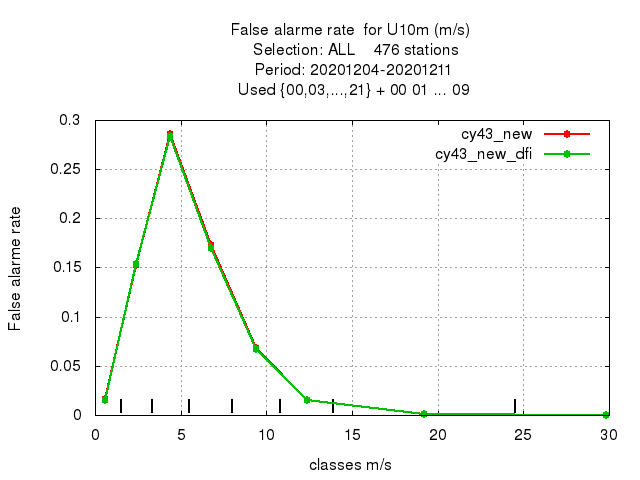 False alarme rate  for U10m (m/s)
Selection: ALL    476 stations
Period: 20201204-20201211
Used {00,03,...,21} + 00 01 ... 09
cy43_new
cy43_new_dfi
False alarme rate
0.3
0.25
0.2
0.15
0.1
0.05
0
0 5 10 15 20 25 30
classes m/s